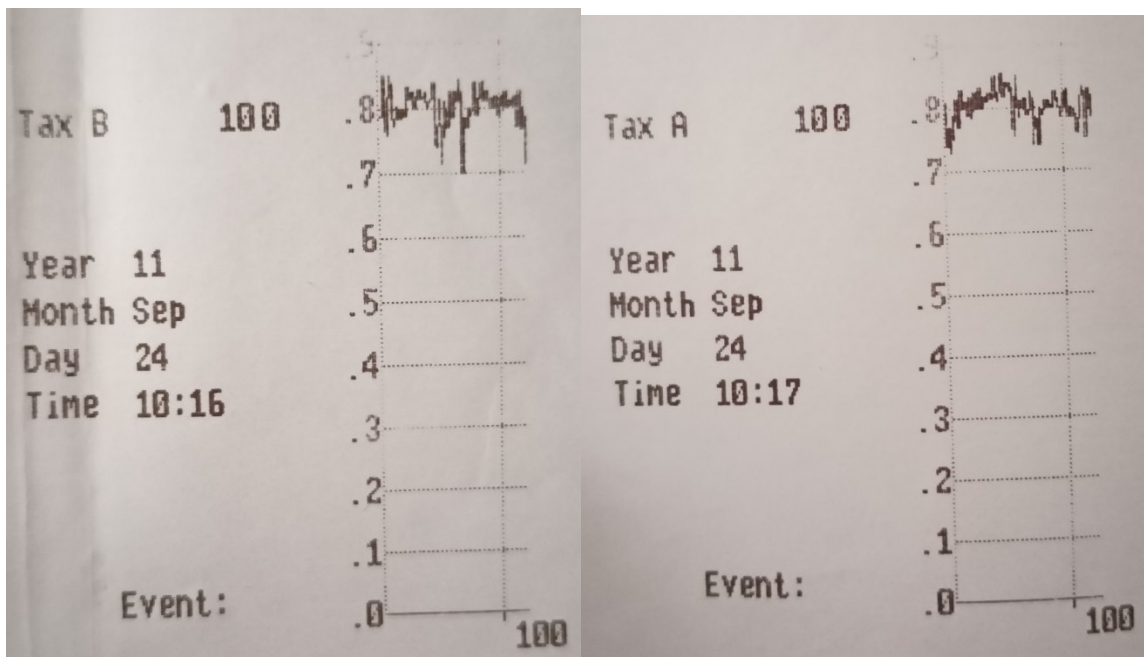 .9
Tax B 100 .8
.7
Year 11 .6
Month Sep .5
Day 24 .4
Time 10:16
.3
.2
.1
Event: .0
100
9
Tax A 100 .8
.7
Year 11 .6
Month Sep .5
Day 24 .4
Time 10:17
.3
.2
.1
Event: .0
100